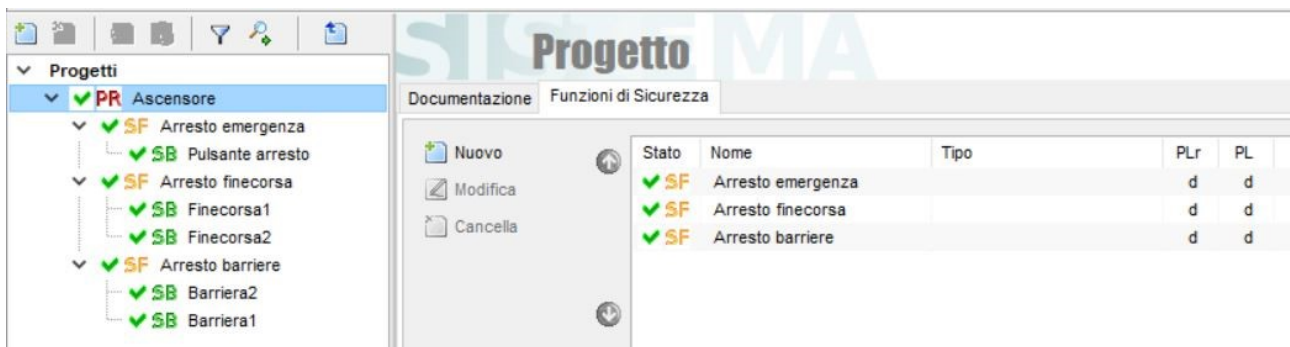 SISTEMA
Progetto
Progetti
PR Ascensore
SF Arresto emergenza
SB Pulsante arresto
SF Arresto finecorsa
SB Finecorsa1
SB Finecorsa2
SF Arresto barriere
SB Barriera2
SB Barriera1
Documentazione Funzioni di Sicurezza
Nuovo
Modifica
Cancella
Stato Nome Tipo PLr PL
SF Arresto emergenza d d
SF Arresto finecorsa d d
SF Arresto barriere d d